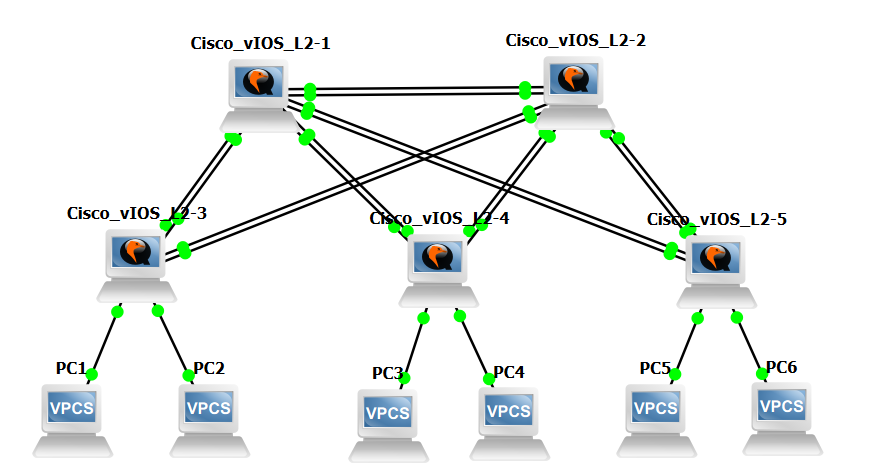 Cisco_vIOS_L2-1
Cisco_vIOS_L2-2
Cisco_vIOS_L2-3
Cisco_vIOS_L2-4
Cisco_vIOS_L2-5
PC1
PC2
PC3
PC4
PC5
PC6
VPCS
VPCS
VPCS
VPCS
VPCS
VPCS